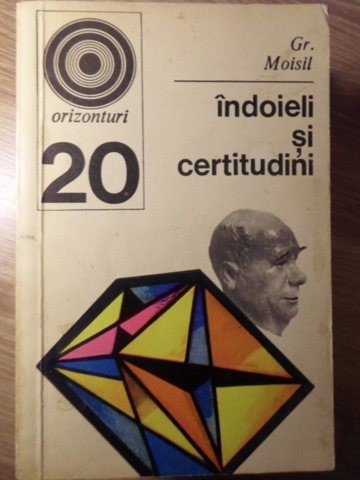 Gr.
Moisil
orizonturi
20
îndoieli
și
certitudini